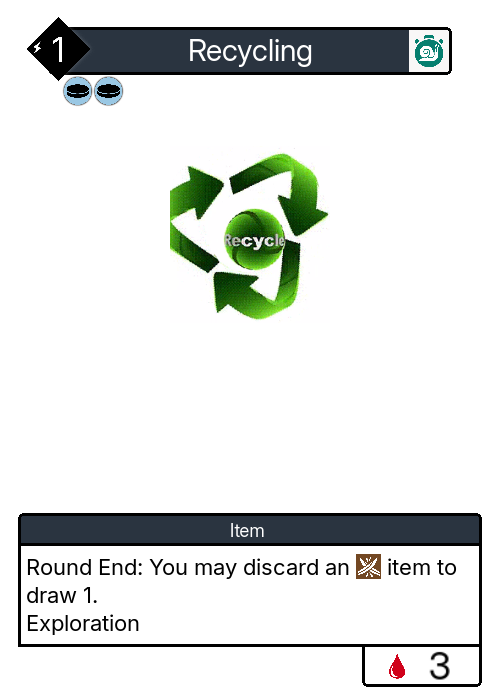 1
Recycling
Recycle
Item
Round End: You may discard an item to
draw 1.
Exploration
3